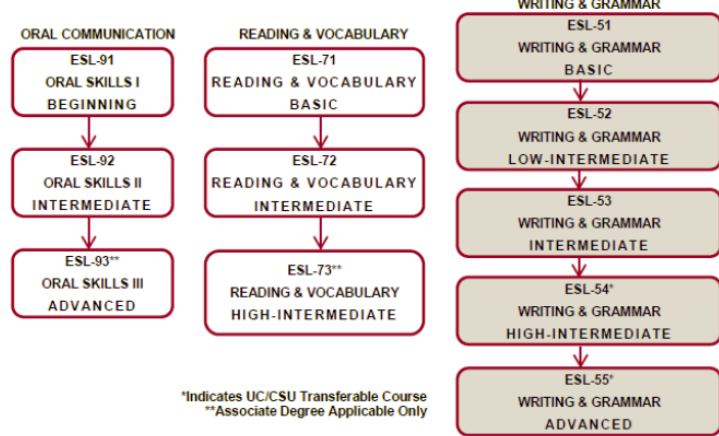 ORAL COMMUNICATION
ESL-91
ORAL SKILLS I
BEGINNING
ESL-92
ORAL SKILLS II
INTERMEDIATE
ESL-93**
ORAL SKILLS III
ADVANCED
READING & VOCABULARY
ESL-71
READING & VOCABULARY
BASIC
ESL-72
READING & VOCABULARY
INTERMEDIATE
ESL-73**
READING & VOCABULARY
HIGH-INTERMEDIATE
WRITING & GRAMMAR
ESL-51
WRITING & GRAMMAR
BASIC
ESL-52
WRITING & GRAMMAR
LOW-INTERMEDIATE
ESL-53
WRITING & GRAMMAR
INTERMEDIATE
ESL-54*
WRITING & GRAMMAR
HIGH-INTERMEDIATE
ESL-55*
WRITING & GRAMMAR
ADVANCED
*Indicates UC/CSU Transferable Course
**Associate Degree Applicable Only